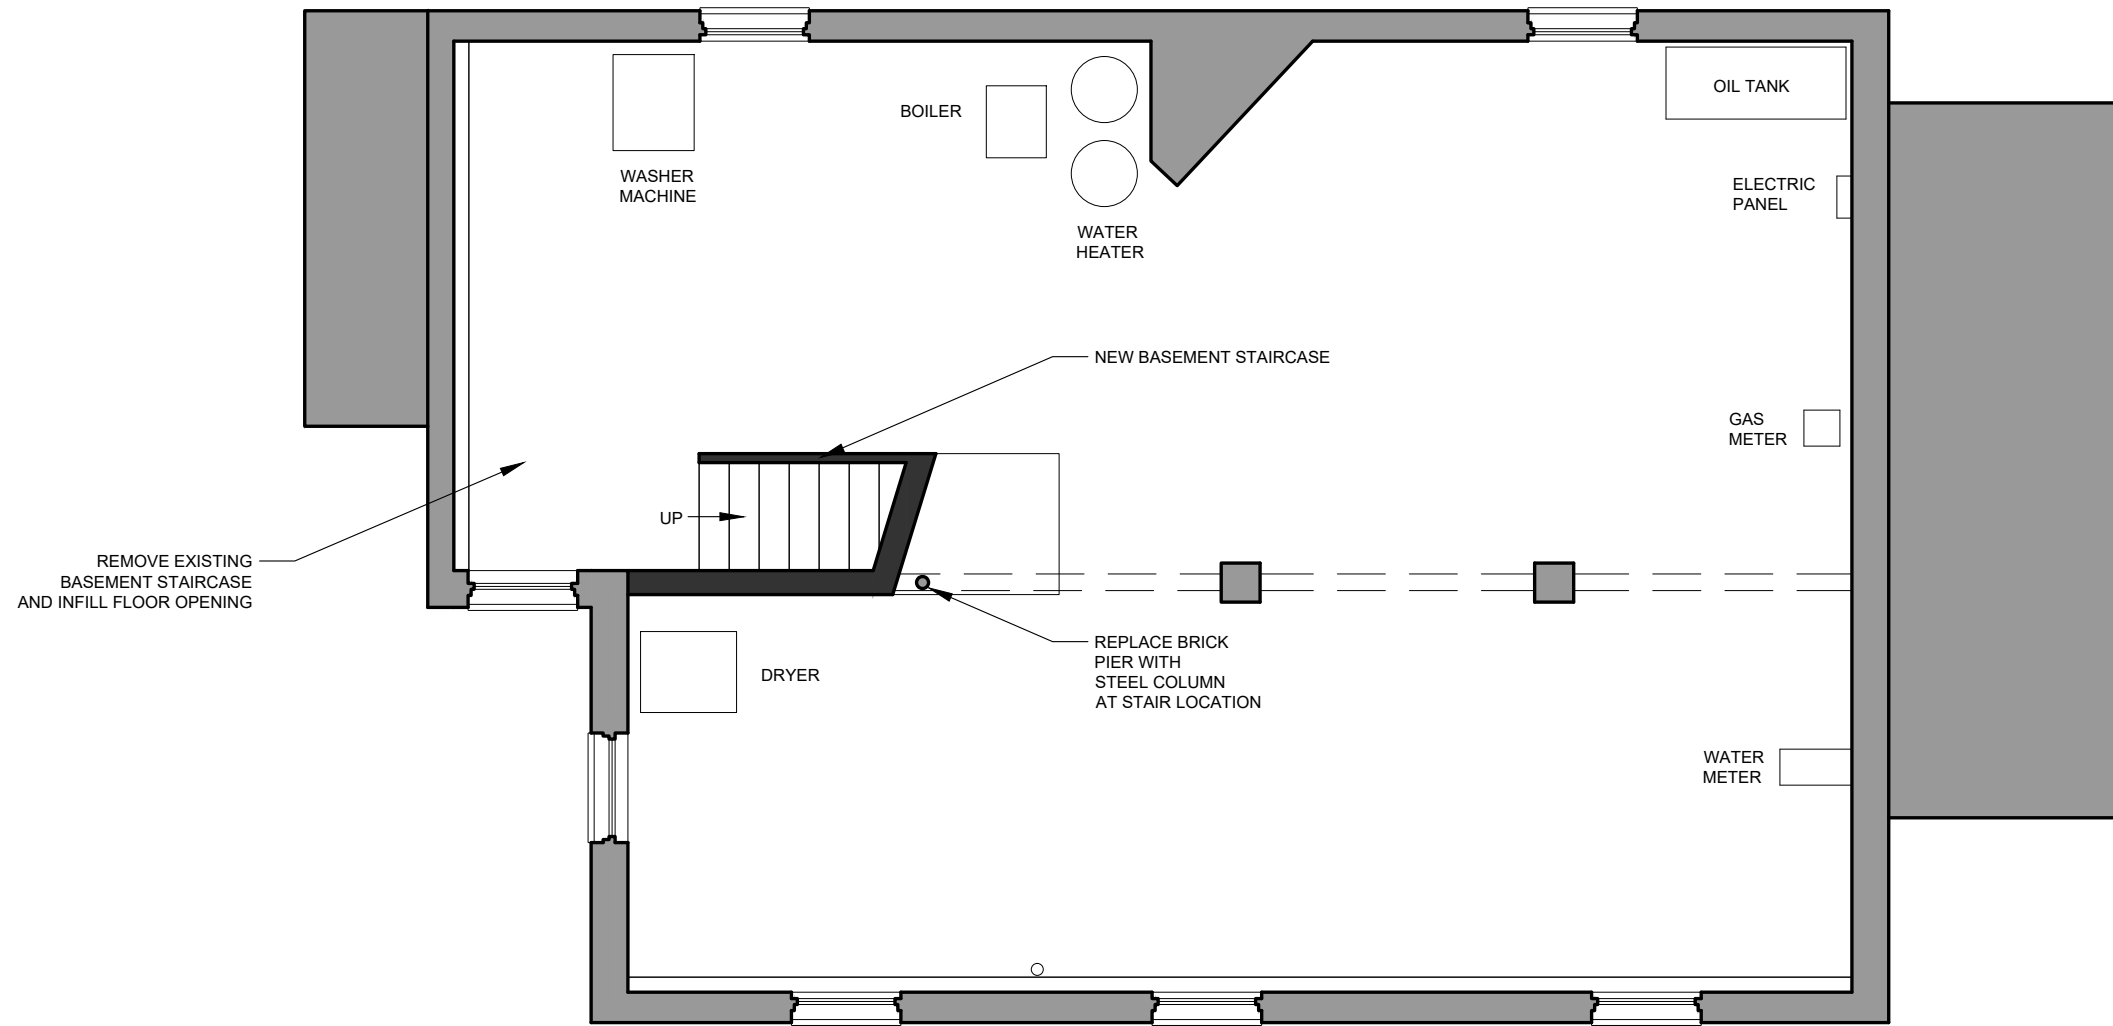 OIL TANK
BOILER
WASHER
MACHINE
ELECTRIC
PANEL
WATER
HEATER
NEW BASEMENT STAIRCASE
GAS
METER
UP
REMOVE EXISTING
BASEMENT STAIRCASE
AND INFILL FLOOR OPENING
REPLACE BRICK
PIER WITH
STEEL COLUMN
AT STAIR LOCATION
DRYER
WATER
METER